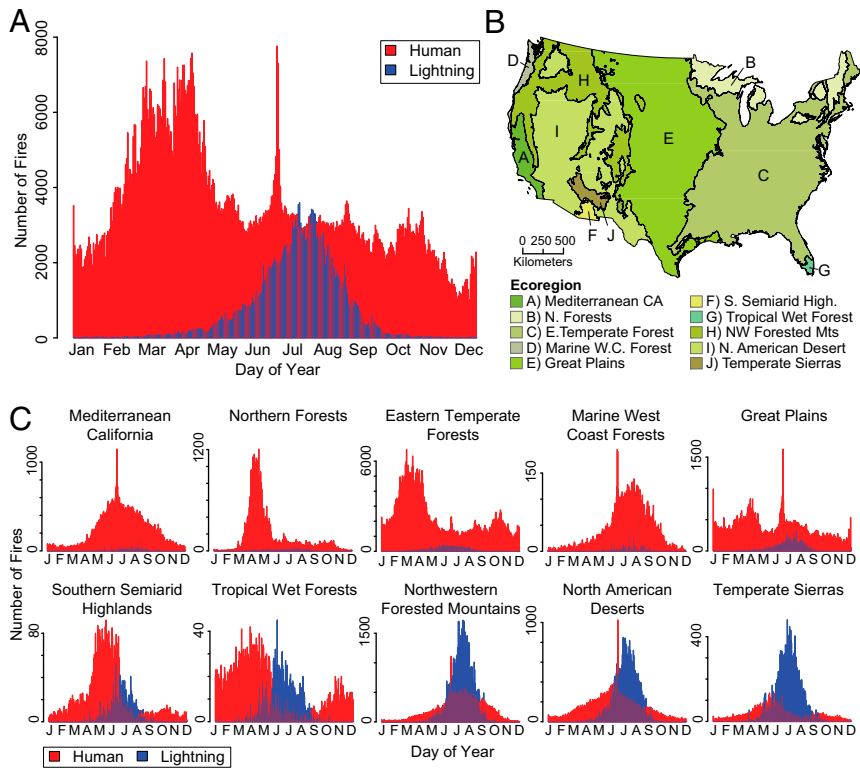 A
8000
6000
4000
2000
0
Number of Fires
Human
Lightning
Jan Feb Mar Apr May Jun Jul Aug Sep Oct Nov Dec
Day of Year
B
D
B
H
I
E
A
C
F
J
G
0 250 500
Kilometers
Ecoregion
A) Mediterranean CA
B) N. Forests
C) E.Temperate Forest
D) Marine W.C. Forest
E) Great Plains
F) S. Semiarid High.
G) Tropical Wet Forest
H) NW Forested Mts
I) N. American Desert
J) Temperate Sierras
C
Number of Fires
Mediterranean
California
1000
0
J F M A M J J A S O N D
Northern Forests
1200
0
J F M A M J J A S O N D
Eastern Temperate
Forests
6000
0
J F M A M J J A S O N D
Marine West
Coast Forests
150
0
J F M A M J J A S O N D
Great Plains
1500
0
J F M A M J J A S O N D
Southern Semiarid
Highlands
80
0
J F M A M J J A S O N D
Tropical Wet Forests
40
0
J F M A M J J A S O N D
Northwestern
Forested Mountains
1500
0
J F M A M J J A S O N D
North American
Deserts
1000
0
J F M A M J J A S O N D
Temperate Sierras
400
0
J F M A M J J A S O N D
Human
Lightning
Day of Year